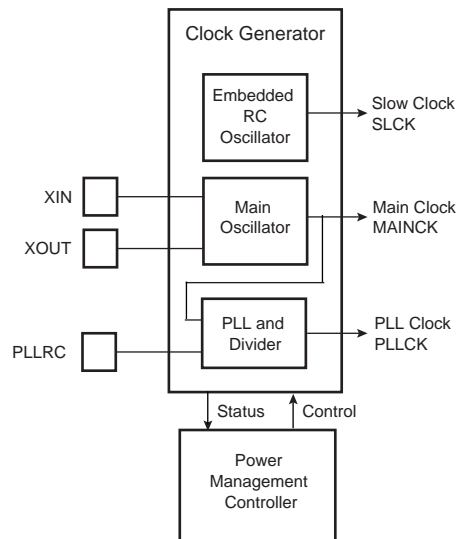 Clock Generator
Embedded
RC
Oscillator
Slow Clock
SLCK
XIN
XOUT
Main
Oscillator
Main Clock
MAINCK
PLLRC
PLL and
Divider
PLL Clock
PLLCK
Status
Control
Power
Management
Controller